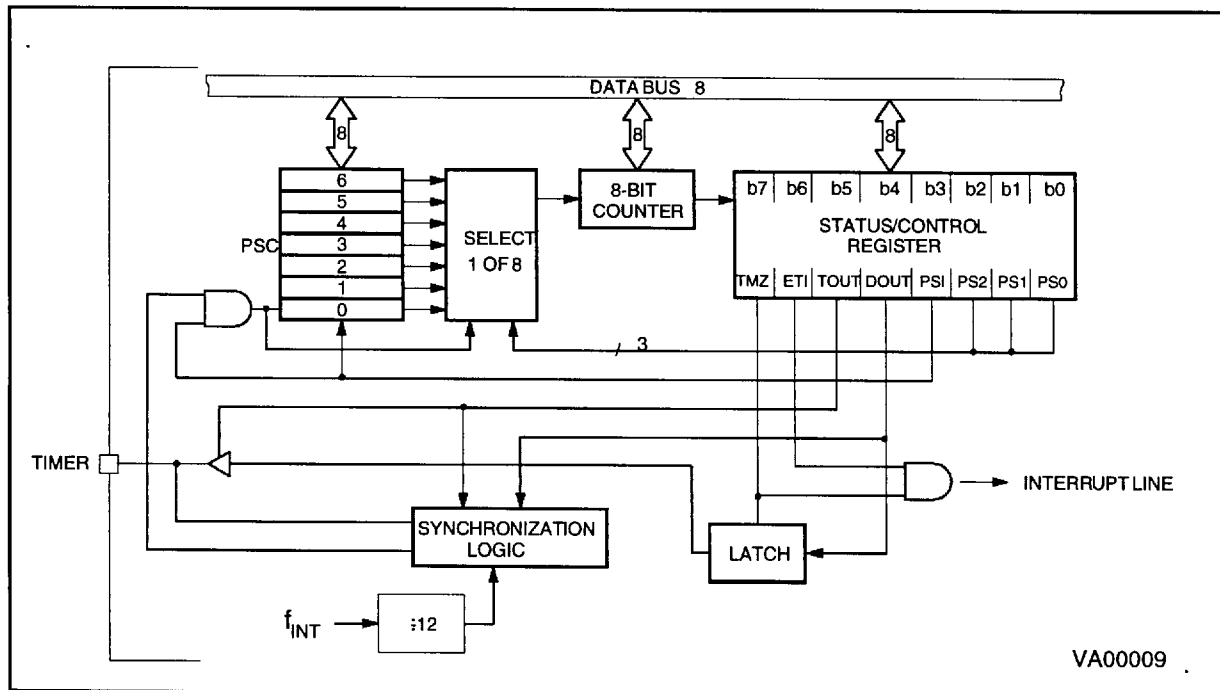 DATA BUS 8
8
8
8
6
5
4
3
2
1
0
PSC
SELECT
1 OF 8
8-BIT
COUNTER
b7 b6 b5 b4 b3 b2 b1 b0
STATUS/CONTROL
REGISTER
TMZ ETI TOUT DOUT PSI PS2 PS1 PS0
3
TIMER
SYNCHRONIZATION
LOGIC
LATCH
INTERRUPT LINE
fINT
÷12
VA00009